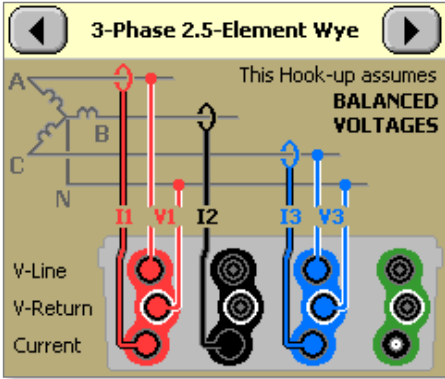 3-Phase 2.5-Element Wye
This Hook-up assumes
BALANCED
VOLTAGES
A
B
C
N
I1 V1 I2 I3 V3
V-Line
V-Return
Current